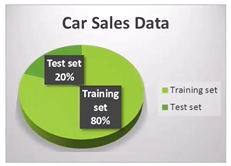 Car Sales Data
Test set
20%
Training
set
80%
Training set
Test set